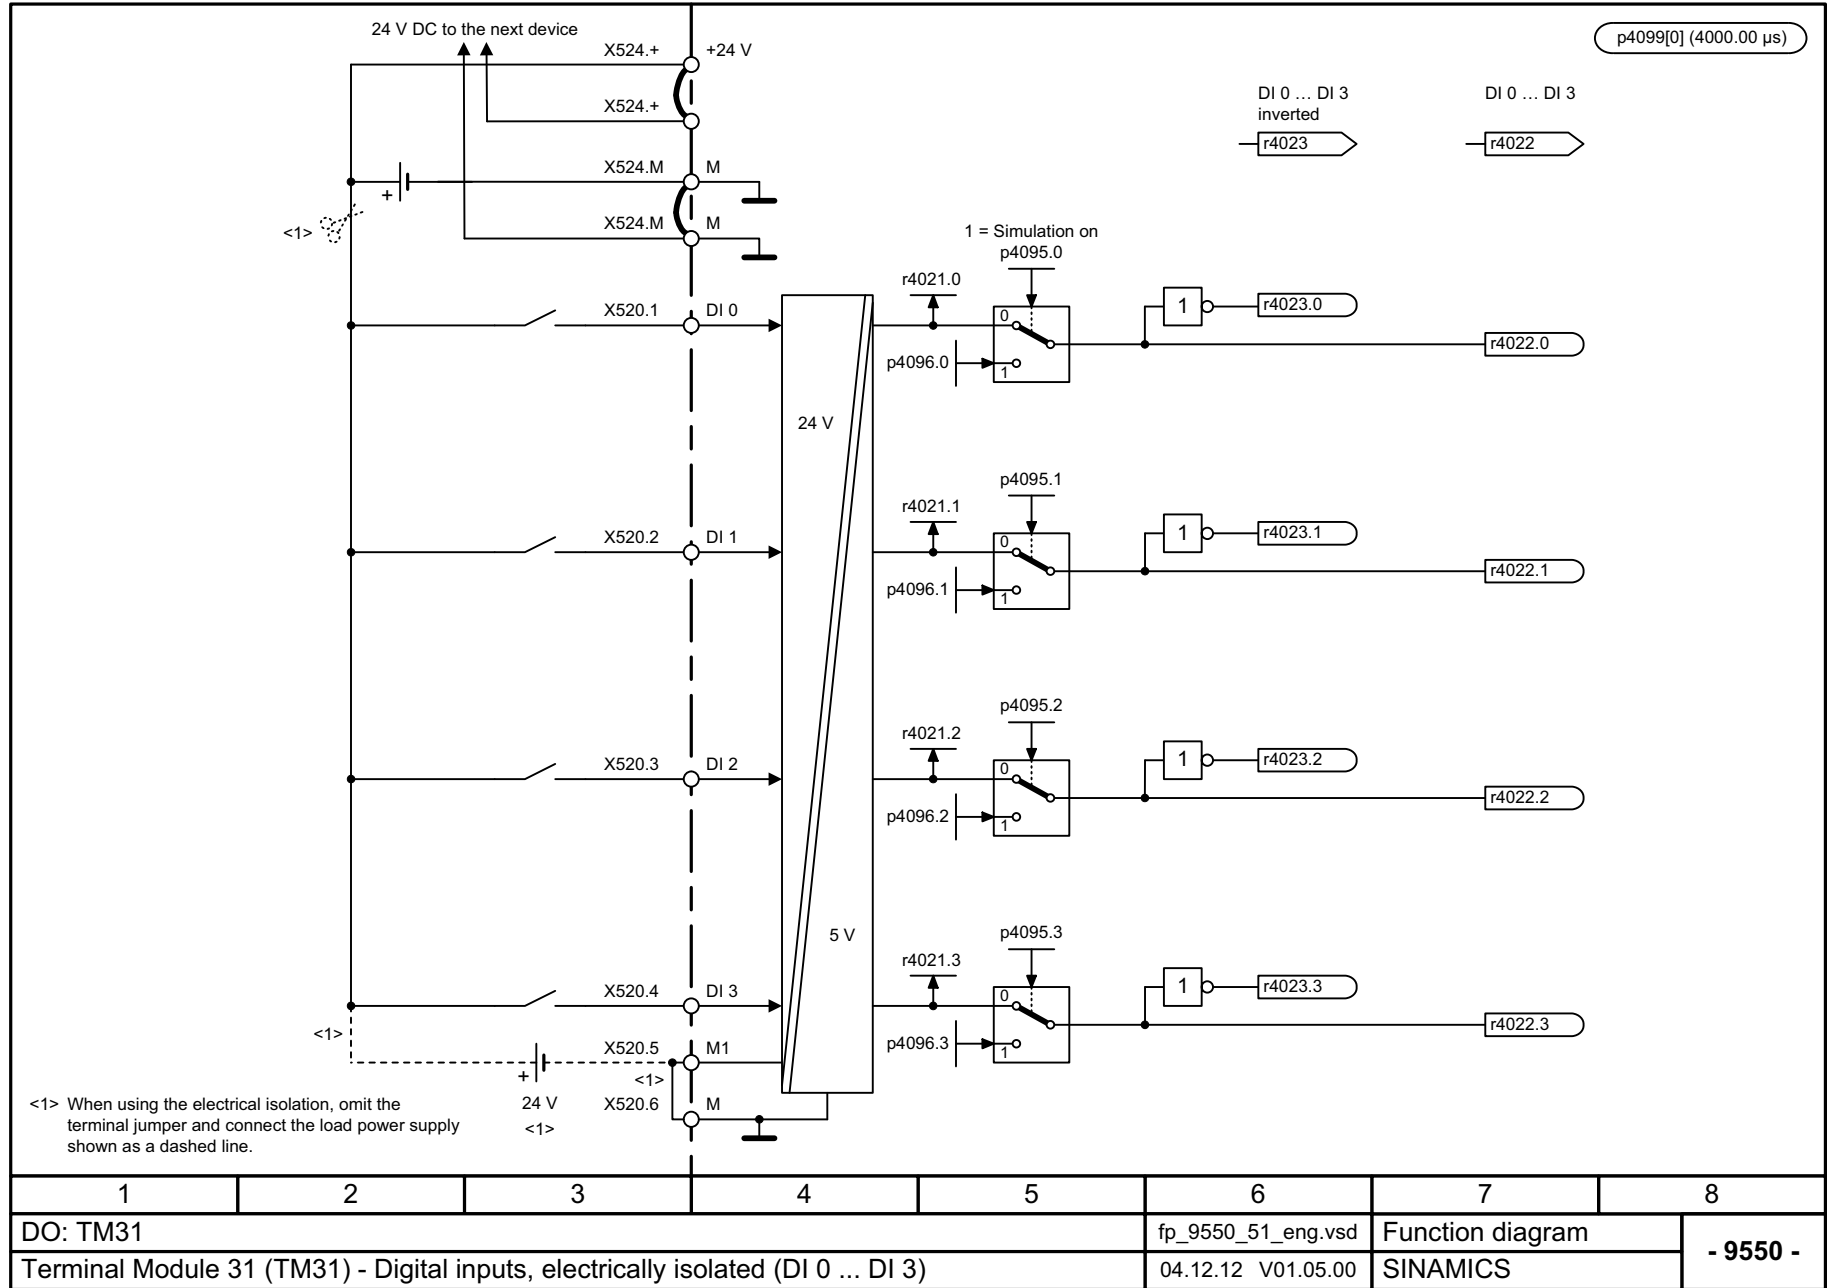 24 V DC to the next device
X524.+
+24 V
p4099[0] (4000.00 µs)
X524.+
DI 0 … DI 3
inverted
r4023
DI 0 … DI 3
r4022
X524.M
M
+
<1>
X524.M
M
1 = Simulation on
p4095.0
r4021.0
X520.1
DI 0
0
p4096.0
1
1
r4023.0
r4022.0
24 V
p4095.1
r4021.1
X520.2
DI 1
0
p4096.1
1
1
r4023.1
r4022.1
p4095.2
r4021.2
X520.3
DI 2
0
p4096.2
1
1
r4023.2
r4022.2
5 V
p4095.3
r4021.3
X520.4
DI 3
0
p4096.3
1
1
r4023.3
r4022.3
<1>
X520.5
M1
+
<1>
24 V
<1>
X520.6
M
<1> When using the electrical isolation, omit the
terminal jumper and connect the load power supply
shown as a dashed line.
1 2 3 4 5 6 7 8
DO: TM31
fp_9550_51_eng.vsd
Function diagram
- 9550 -
Terminal Module 31 (TM31) - Digital inputs, electrically isolated (DI 0 ... DI 3)
04.12.12 V01.05.00
SINAMICS